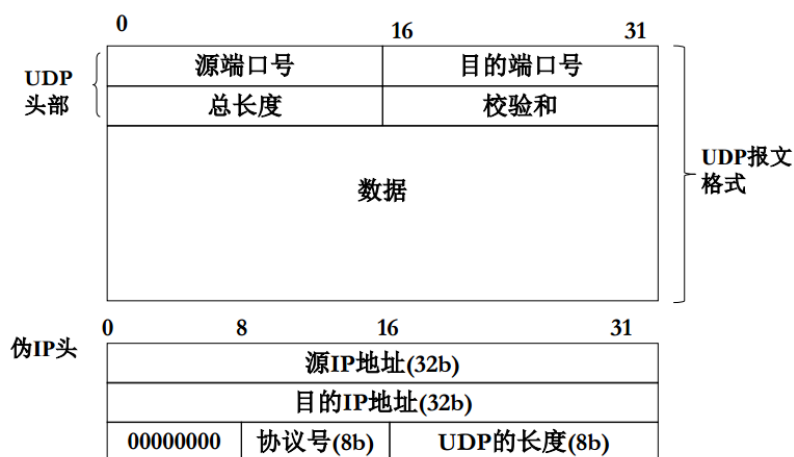 0 16 31
UDP
头部
源端口号 目的端口号
总长度 校验和
数据
UDP报文
格式
0 8 16 31
伪IP头
源IP地址(32b)
目的IP地址(32b)
00000000 协议号(8b) UDP的长度(8b)